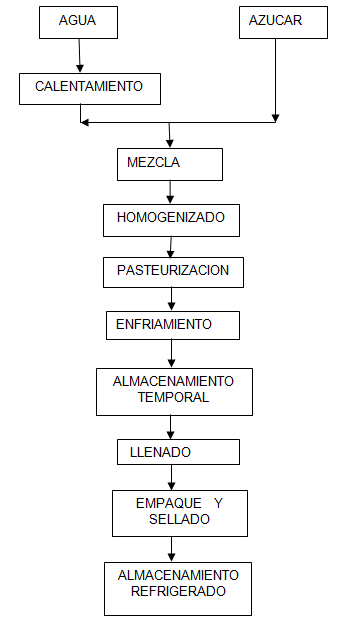 AGUA
AZUCAR
CALENTAMIENTO
MEZCLA
HOMOGENIZADO
PASTEURIZACION
ENFRIAMIENTO
ALMACENAMIENTO
TEMPORAL
LLENADO
EMPAQUE Y
SELLADO
ALMACENAMIENTO
REFRIGERADO